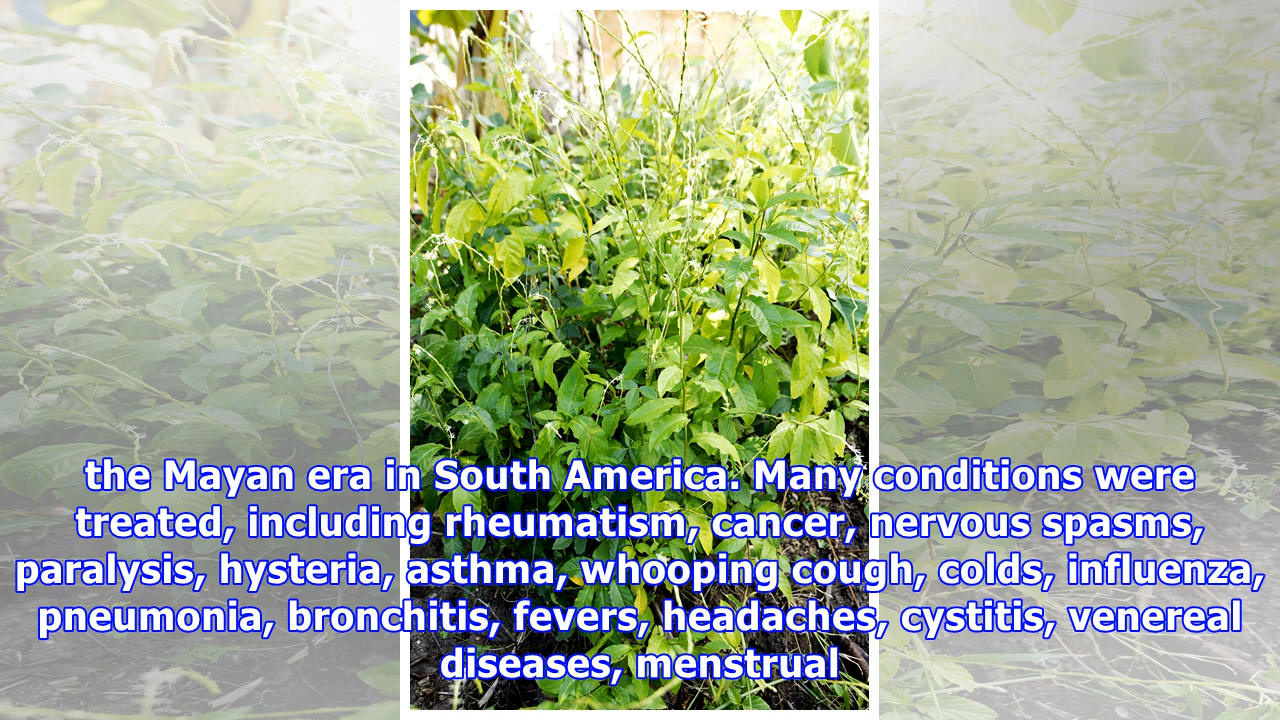 the Mayan era in South America. Many conditions were
treated, including rheumatism, cancer, nervous spasms,
paralysis, hysteria, asthma, whooping cough, colds, influenza,
pneumonia, bronchitis, fevers, headaches, cystitis, venereal
diseases, menstrual